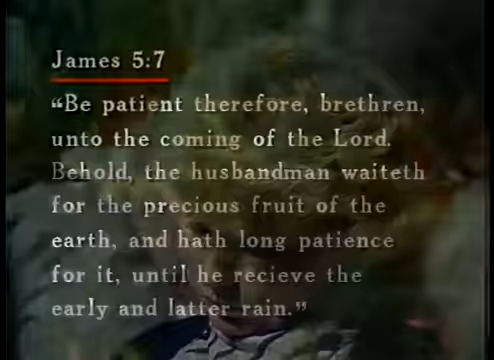 James 5:7
“Be patient therefore, brethren,
unto the coming of the Lord.
Behold, the husbandman waiteth
for the precious fruit of the
earth, and hath long patience
for it, until he recieve the
early and latter rain.”